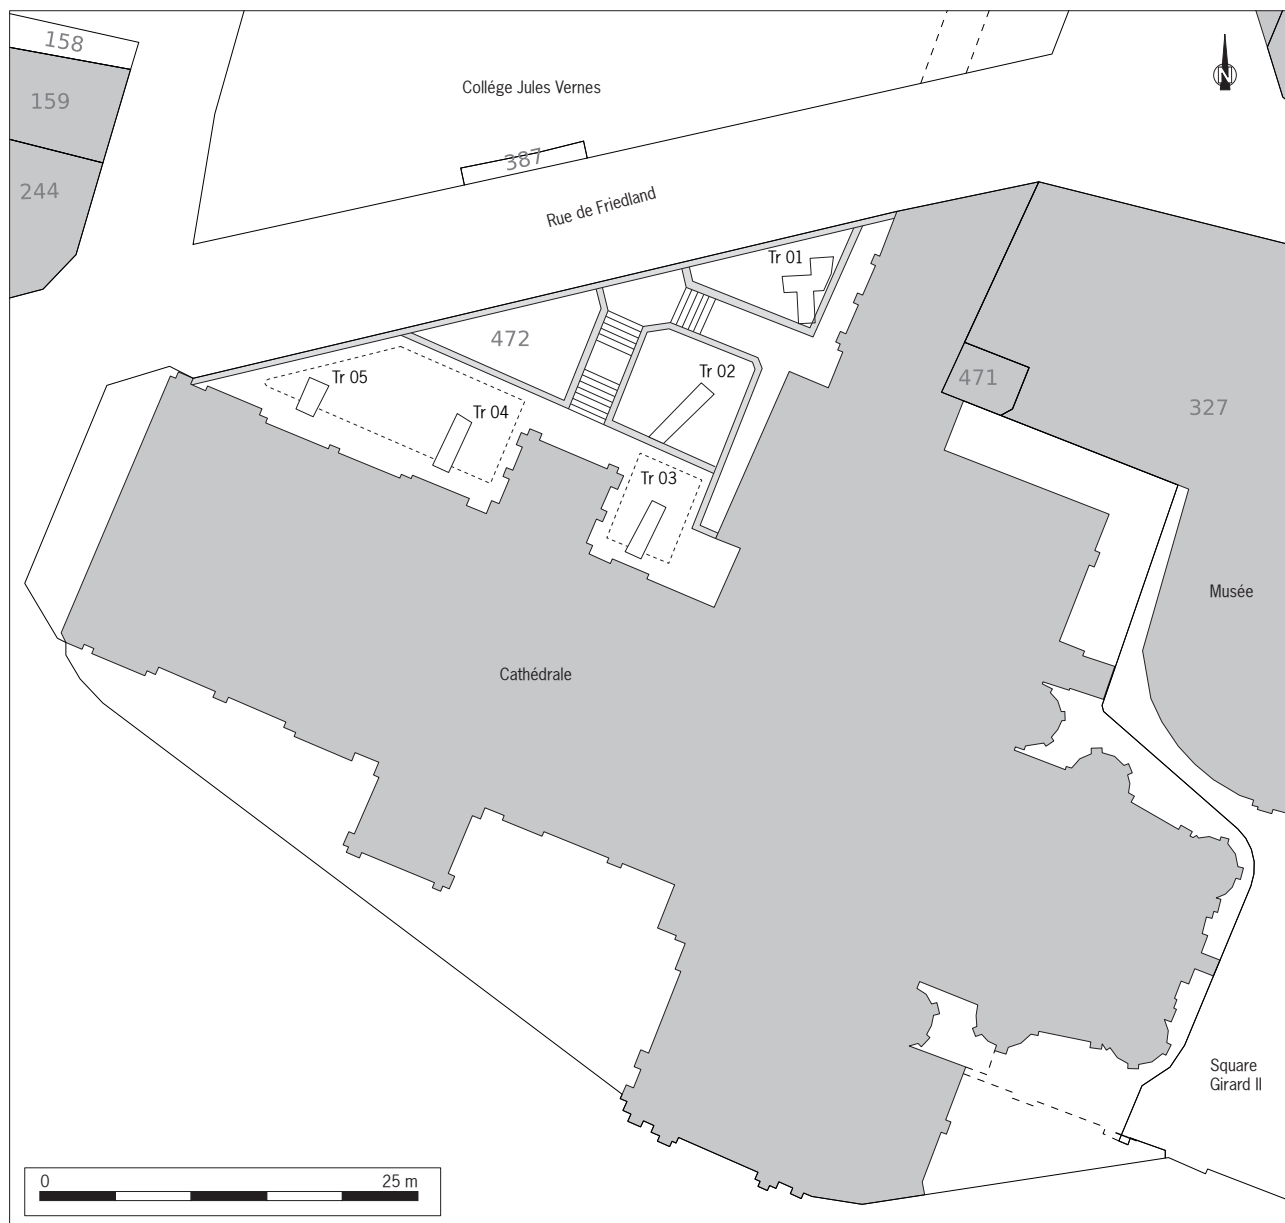 158
Collége Jules Vernes
N
159
387
244
Rue de Friedland
Tr 01
472
Tr 02
Tr 05
471
327
Tr 04
Tr 03
Musée
Cathédrale
Square
Girard II
0
25 m